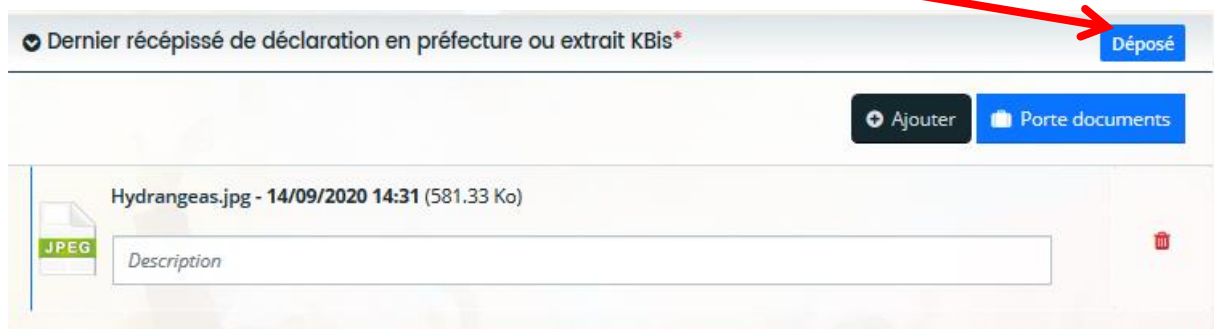 Dernier récépissé de déclaration en préfecture ou extrait KBis*
Déposé
Ajouter
Porte documents
Hydrangeas.jpg - 14/09/2020 14:31 (581.33 Ko)
JPEG
Description